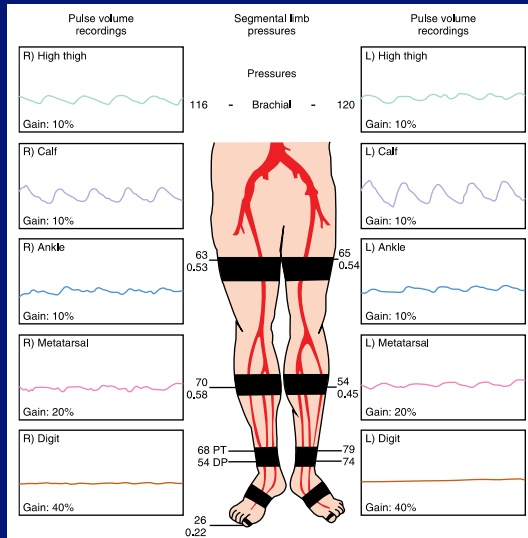 Pulse volume
recordings
R) High thigh
Gain: 10%
R) Calf
Gain: 10%
R) Ankle
Gain: 10%
R) Metatarsal
Gain: 20%
R) Digit
Gain: 40%
Segmental limb
pressures
Pressures
116 - Brachial - 120
63
0.53
65
0.54
70
0.58
54
0.45
68 PT
54 DP
79
74
26
0.22
Pulse volume
recordings
L) High thigh
Gain: 10%
L) Calf
Gain: 10%
L) Ankle
Gain: 10%
L) Metatarsal
Gain: 20%
L) Digit
Gain: 40%